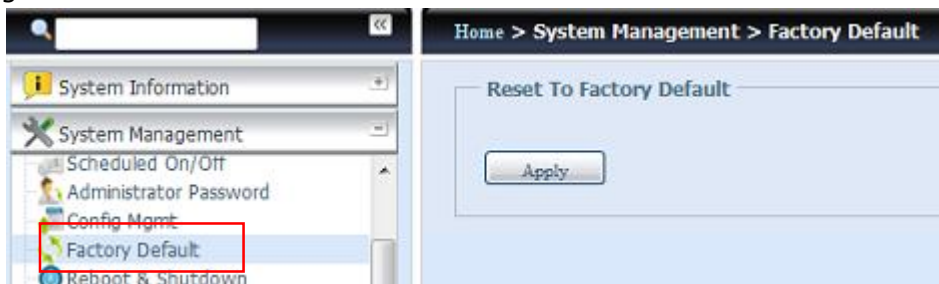 Home > System Management > Factory Default
System Information
System Management
Scheduled On/Off
Administrator Password
Config Mgmt
Factory Default
Reboot & Shutdown
Reset To Factory Default
Apply